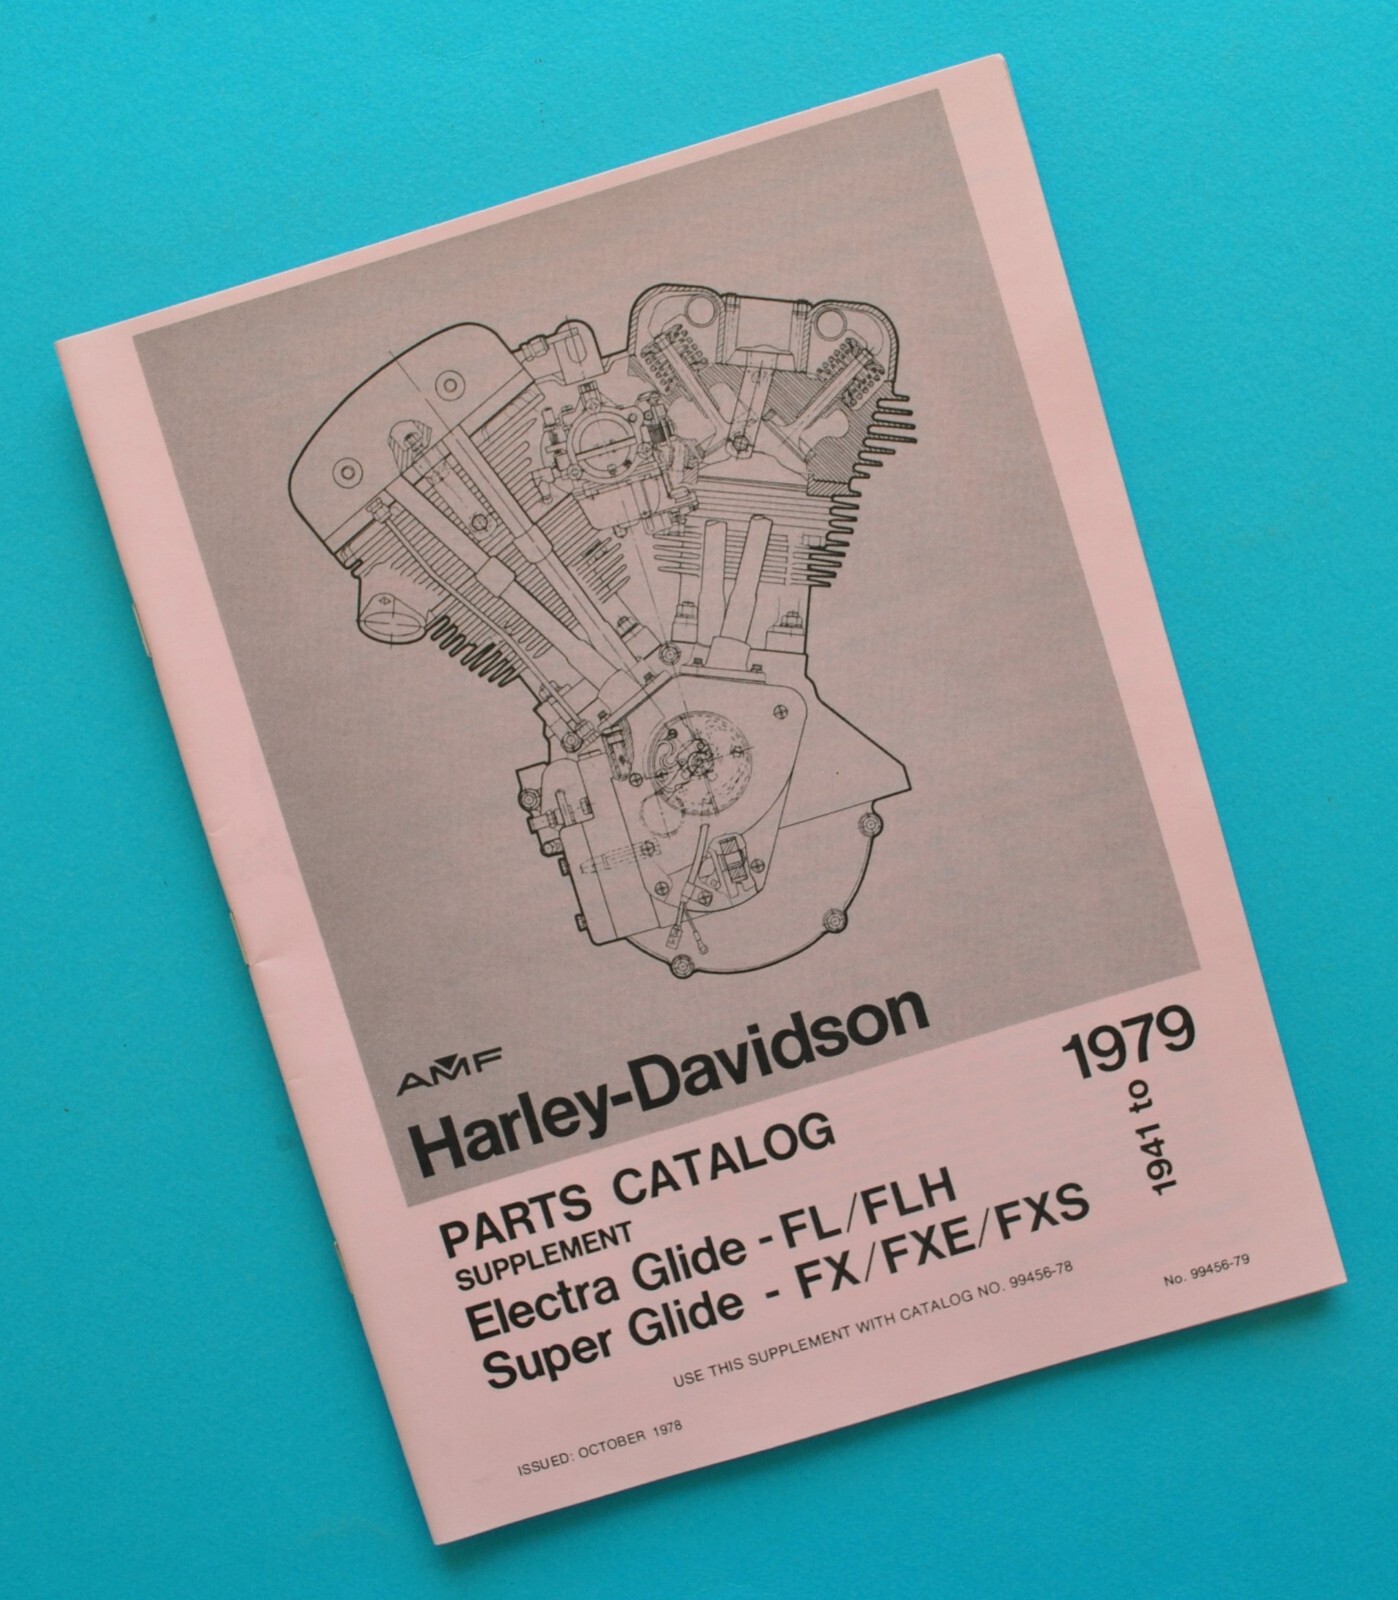 AMF
Harley-Davidson
PARTS CATALOG
SUPPLEMENT
Electra Glide - FL/FLH
Super Glide - FX/FXE/FXS
1941 to
1979
USE THIS SUPPLEMENT WITH CATALOG NO. 99456-78
No. 99456-79
ISSUED: OCTOBER 1978